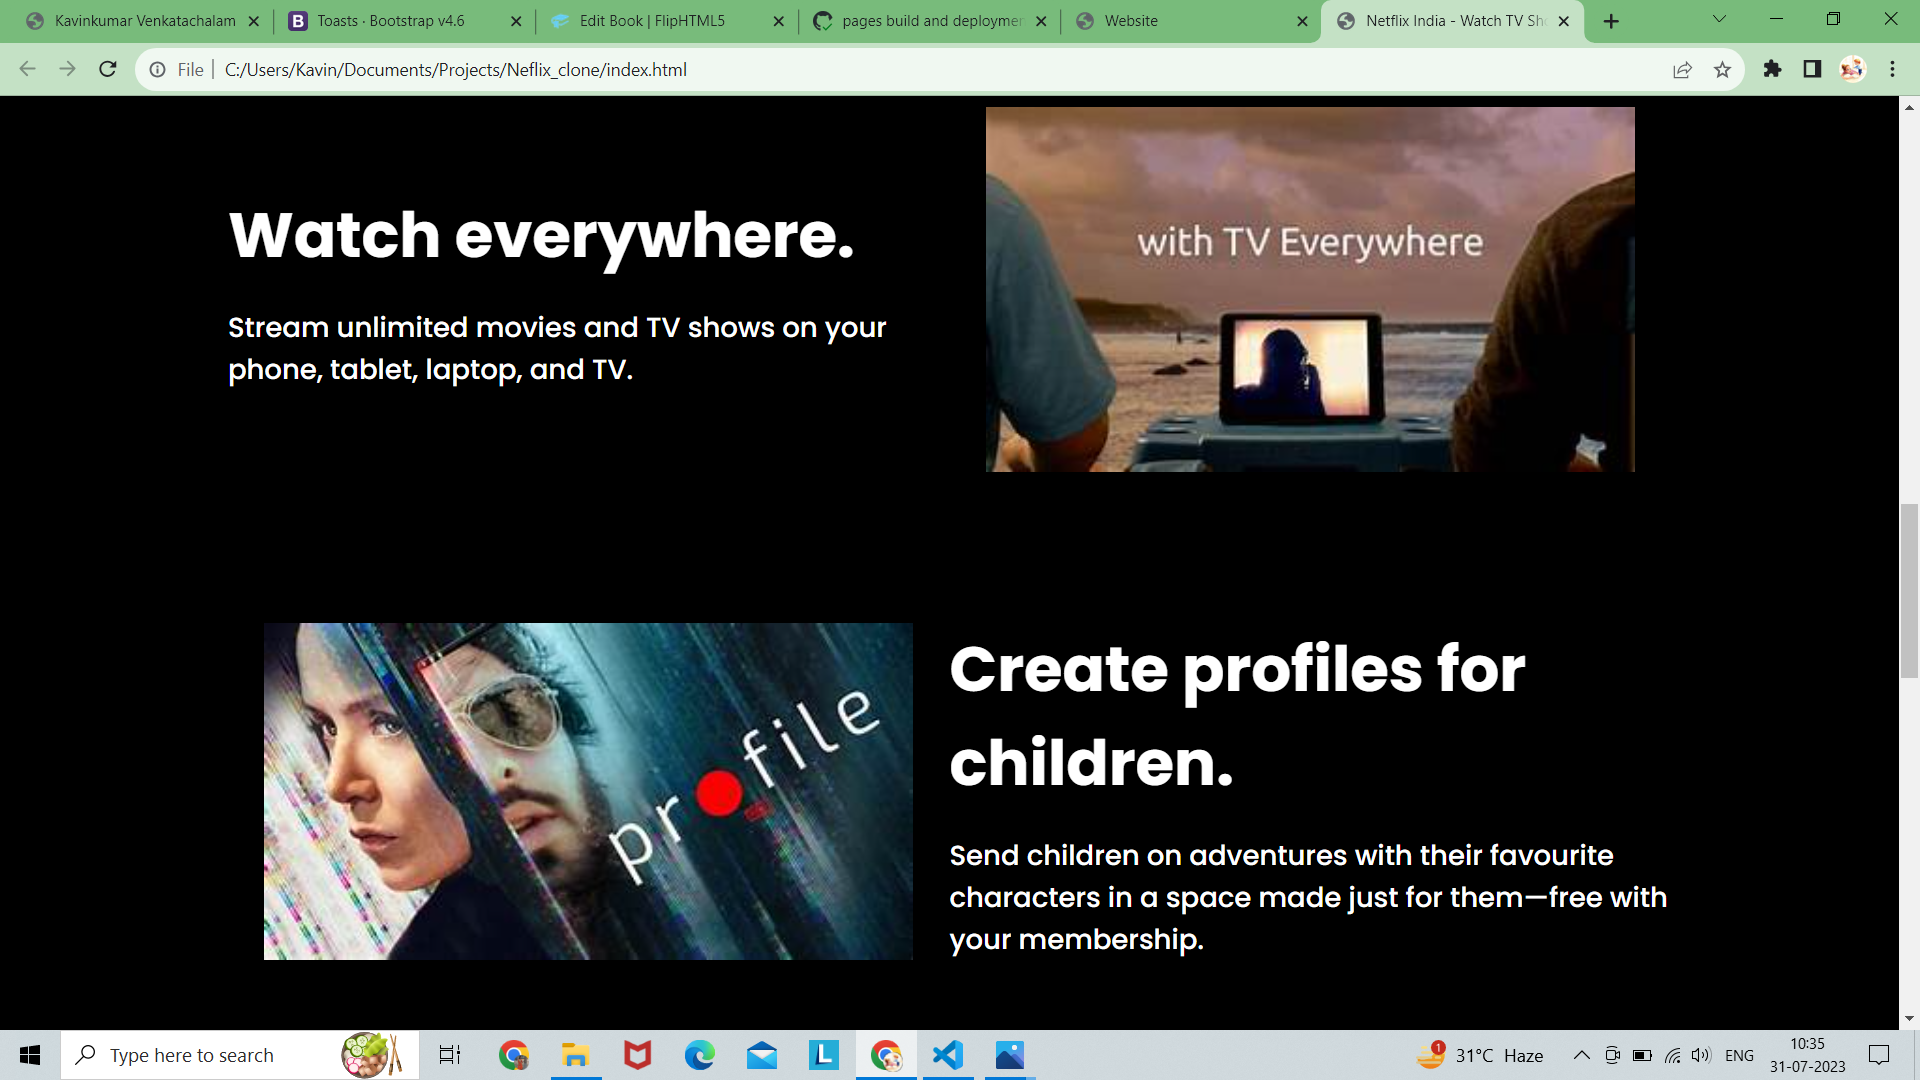 Kavinkumar Venkatachalam
Toasts · Bootstrap v4.6
Edit Book | FlipHTML5
pages build and deploymen
Website
Netflix India - Watch TV Sho
File
C:/Users/Kavin/Documents/Projects/Neflix_clone/index.html
Watch everywhere.
Stream unlimited movies and TV shows on your
phone, tablet, laptop, and TV.
with TV Everywhere
profile
Create profiles for
children.
Send children on adventures with their favourite
characters in a space made just for them—free with
your membership.
Type here to search
L
1
31°C Haze
ENG
10:35
31-07-2023